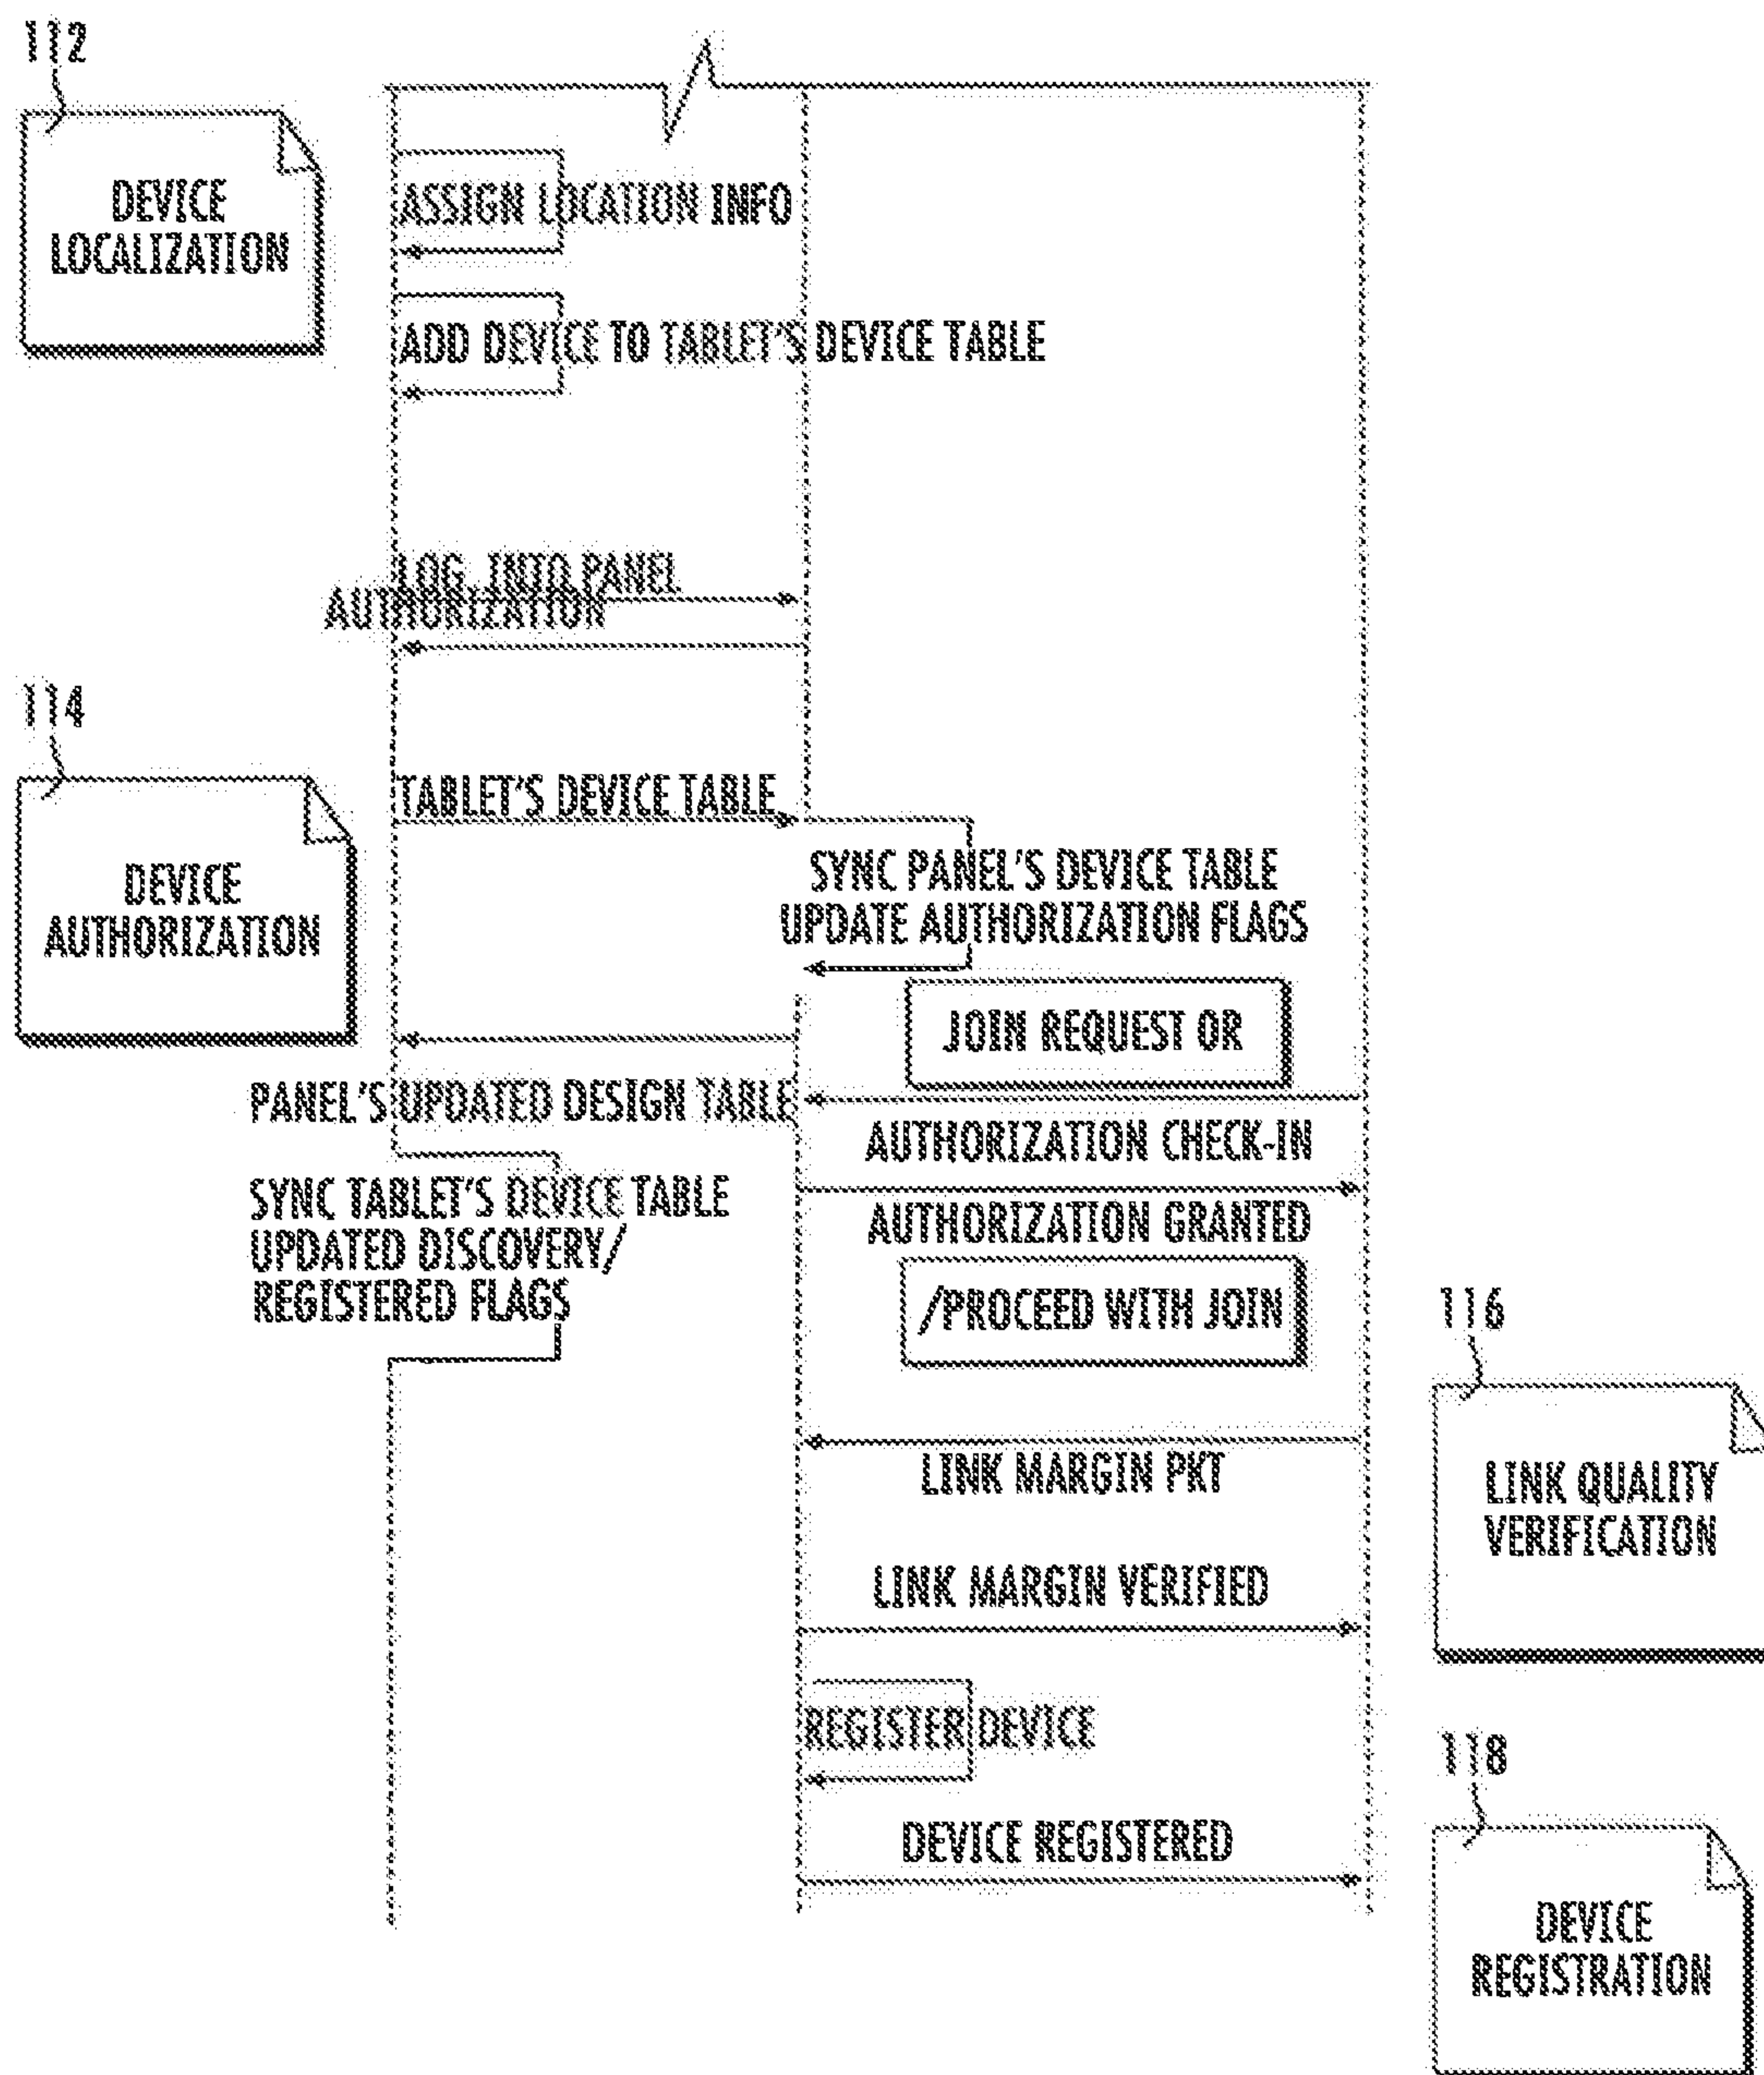 112
DEVICE
LOCALIZATION
ASSIGN LOCATION INFO
ADD DEVICE TO TABLET'S DEVICE TABLE
LOG INTO PANEL
AUTHORIZATION
114
DEVICE
AUTHORIZATION
TABLET'S DEVICE TABLE
SYNC PANEL'S DEVICE TABLE
UPDATE AUTHORIZATION FLAGS
JOIN REQUEST OR
PANEL'S UPDATED DESIGN TABLE
AUTHORIZATION CHECK-IN
SYNC TABLET'S DEVICE TABLE
UPDATED DISCOVERY/
REGISTERED FLAGS
AUTHORIZATION GRANTED
/PROCEED WITH JOIN
116
LINK QUALITY
VERIFICATION
LINK MARGIN PKT
LINK MARGIN VERIFIED
REGISTER DEVICE
118
DEVICE REGISTERED
DEVICE
REGISTRATION